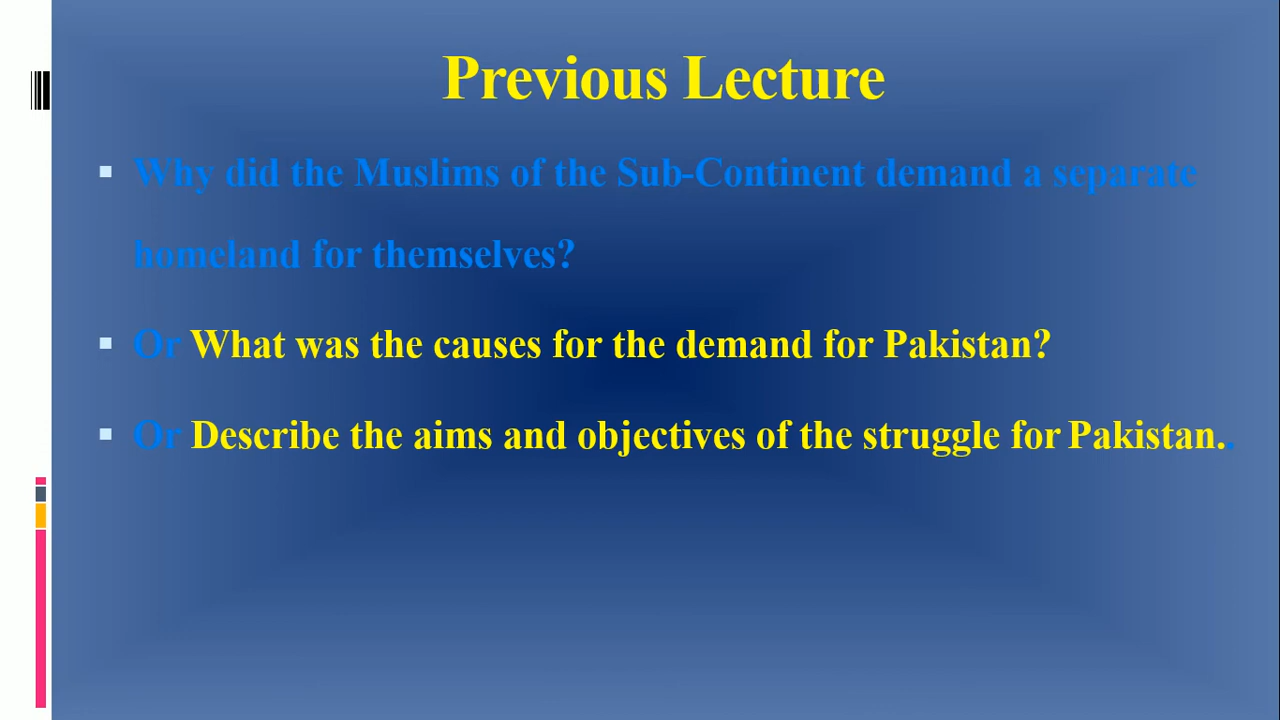 Previous Lecture
Why did the Muslims of the Sub-Continent demand a separate
homeland for themselves?
Or What was the causes for the demand for Pakistan?
Or Describe the aims and objectives of the struggle for Pakistan..